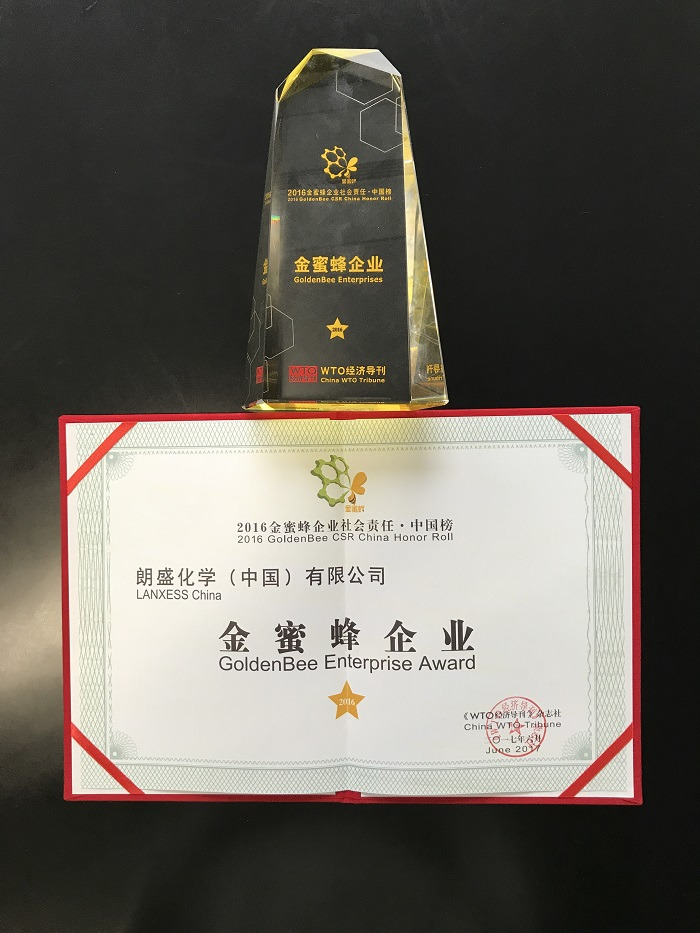 金蜜蜂
2016金蜜蜂企业社会责任·中国榜
2016 GoldenBee CSR China Honor Roll
金蜜蜂企业
GoldenBee Enterprises
2016
WTO
WTO经济导刊
China WTO Tribune
金蜜蜂
2016金蜜蜂企业社会责任·中国榜
2016 GoldenBee CSR China Honor Roll
朗盛化学（中国）有限公司
LANXESS China
金蜜蜂企业
GoldenBee Enterprise Award
2016
《WTO经济导刊》杂志社
China WTO Tribune
二〇一七年六月
June 2017